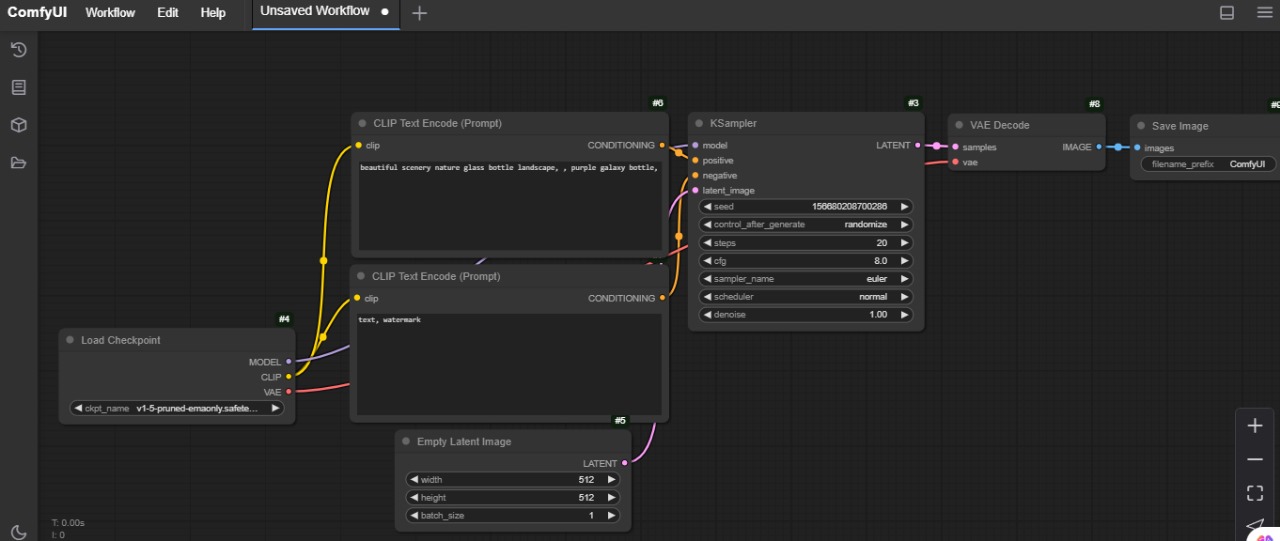 ComfyUI Workflow Edit Help Unsaved Workflow
#6
CLIP Text Encode (Prompt)
clip CONDITIONING
beautiful scenery nature glass bottle landscape, , purple galaxy bottle,
CLIP Text Encode (Prompt)
clip CONDITIONING
text, watermark
#4
Load Checkpoint
MODEL
CLIP
VAE
ckpt_name v1-5-pruned-emaonly.safete...
#5
Empty Latent Image
LATENT
width 512
height 512
batch_size 1
#3
KSampler
model LATENT
positive
negative
latent_image
seed 156680208700286
control_after_generate randomize
steps 20
cfg 8.0
sampler_name euler
scheduler normal
denoise 1.00
#8
VAE Decode
samples IMAGE
vae
Save Image
images
filename_prefix ComfyUI
T: 0.00s
I: 0